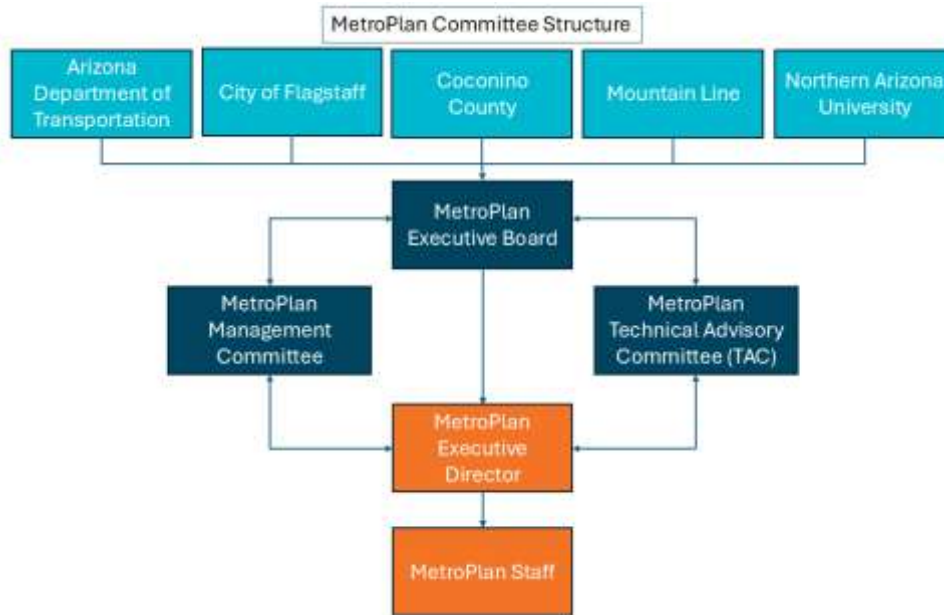 MetroPlan Committee Structure
Arizona
Department of
Transportation
City of Flagstaff
Coconino
County
Mountain Line
Northern Arizona
University
MetroPlan
Executive Board
MetroPlan
Management
Committee
MetroPlan
Technical Advisory
Committee (TAC)
MetroPlan
Executive
Director
MetroPlan Staff